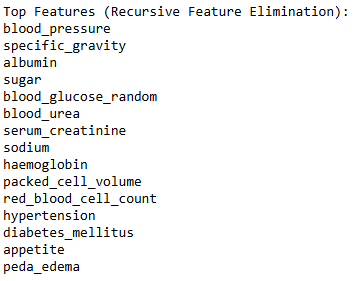 Top Features (Recursive Feature Elimination):
blood_pressure
specific_gravity
albumin
sugar
blood_glucose_random
blood_urea
serum_creatinine
sodium
haemoglobin
packed_cell_volume
red_blood_cell_count
hypertension
diabetes_mellitus
appetite
peda_edema